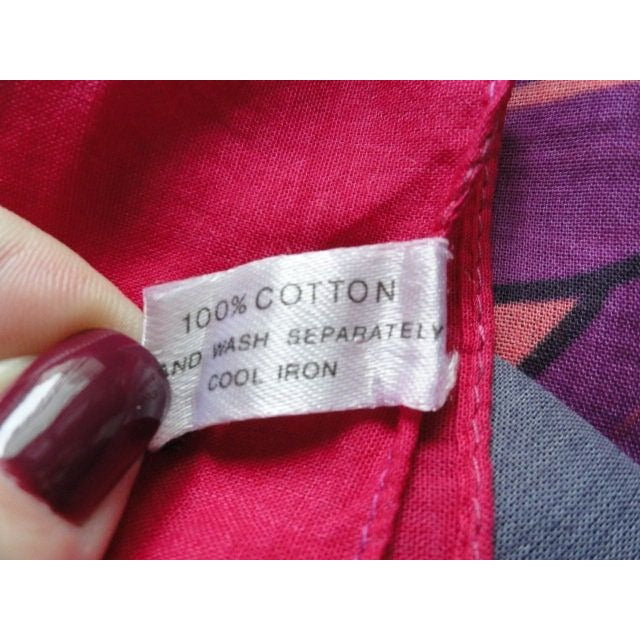 100% COTTON
AND WASH SEPARATELY
COOL IRON